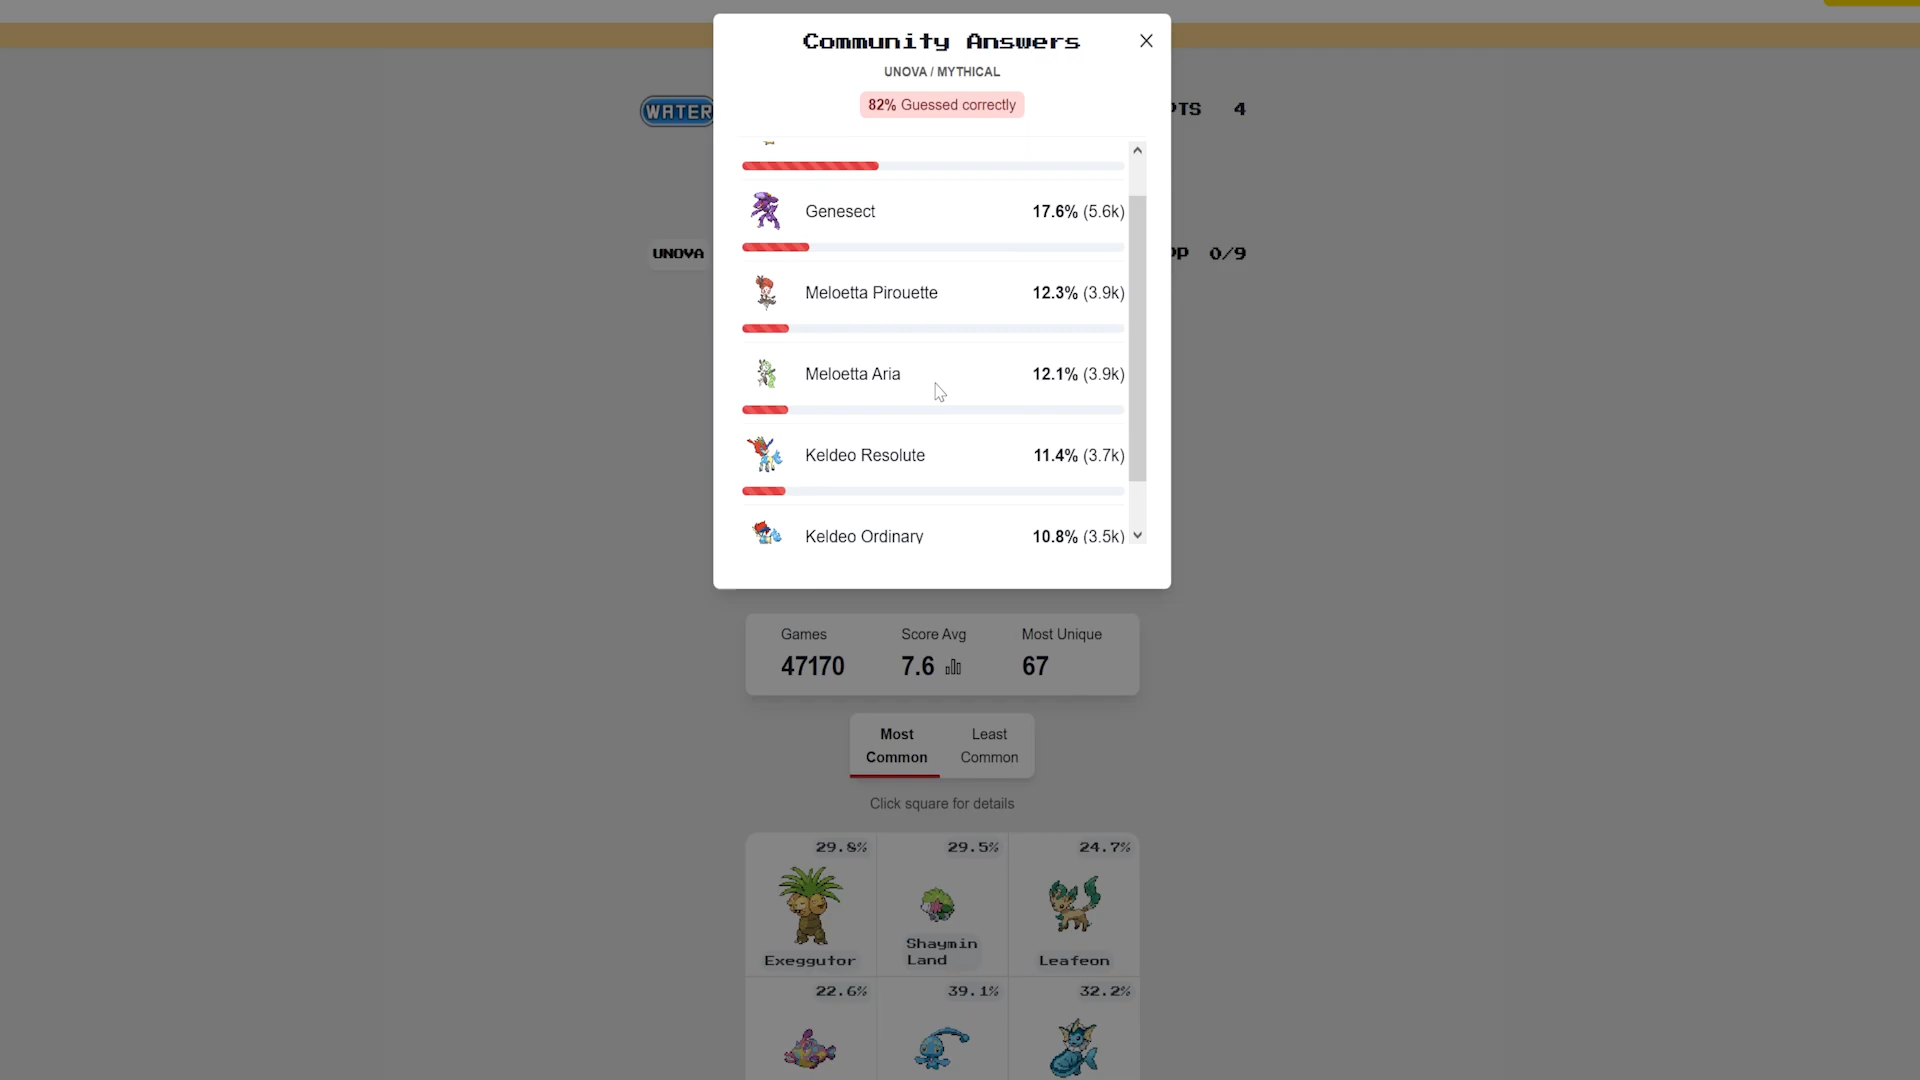 Community Answers
UNOVA / MYTHICAL
82% Guessed correctly
WATER
PTS 4
Genesect 17.6% (5.6k)
UNOVA
0/9
Meloetta Pirouette 12.3% (3.9k)
Meloetta Aria 12.1% (3.9k)
Keldeo Resolute 11.4% (3.7k)
Keldeo Ordinary 10.8% (3.5k)
Games Score Avg Most Unique
47170 7.6 67
Most Common
Least Common
Click square for details
29.8% 29.5% 24.7%
Exeggutor
Shaymin Land
Leafeon
22.6% 39.1% 32.2%